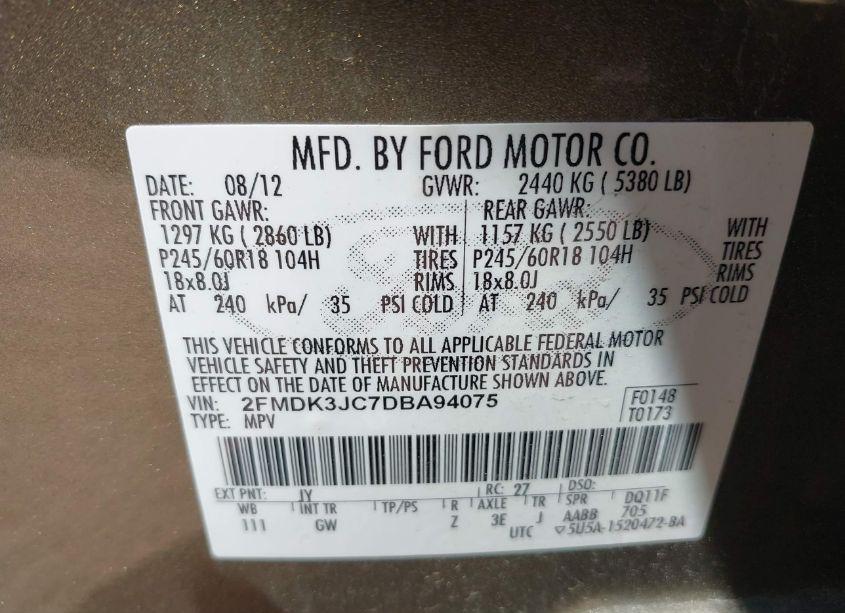 MFD. BY FORD MOTOR CO.
DATE: 08/12 GVWR: 2440 KG ( 5380 LB)
FRONT GAWR: REAR GAWR:
1297 KG ( 2860 LB) WITH 1157 KG ( 2550 LB) WITH
P245/60R18 104H TIRES P245/60R18 104H TIRES
18x8.0J RIMS 18x8.0J RIMS
AT 240 kPa/ 35 PSI COLD AT 240 kPa/ 35 PSI COLD
THIS VEHICLE CONFORMS TO ALL APPLICABLE FEDERAL MOTOR
VEHICLE SAFETY AND THEFT PREVENTION STANDARDS IN
EFFECT ON THE DATE OF MANUFACTURE SHOWN ABOVE.
VIN: 2FMDK3JC7DBA94075 F0148
TYPE: MPV T0173
EXT PNT: JY RC: 27 DSO:
WB INT TR TP/PS R AXLE TR SPR DQ11F
111 GW Z 3E J AABB 705
UTC ▽5U5A-1520472-BA